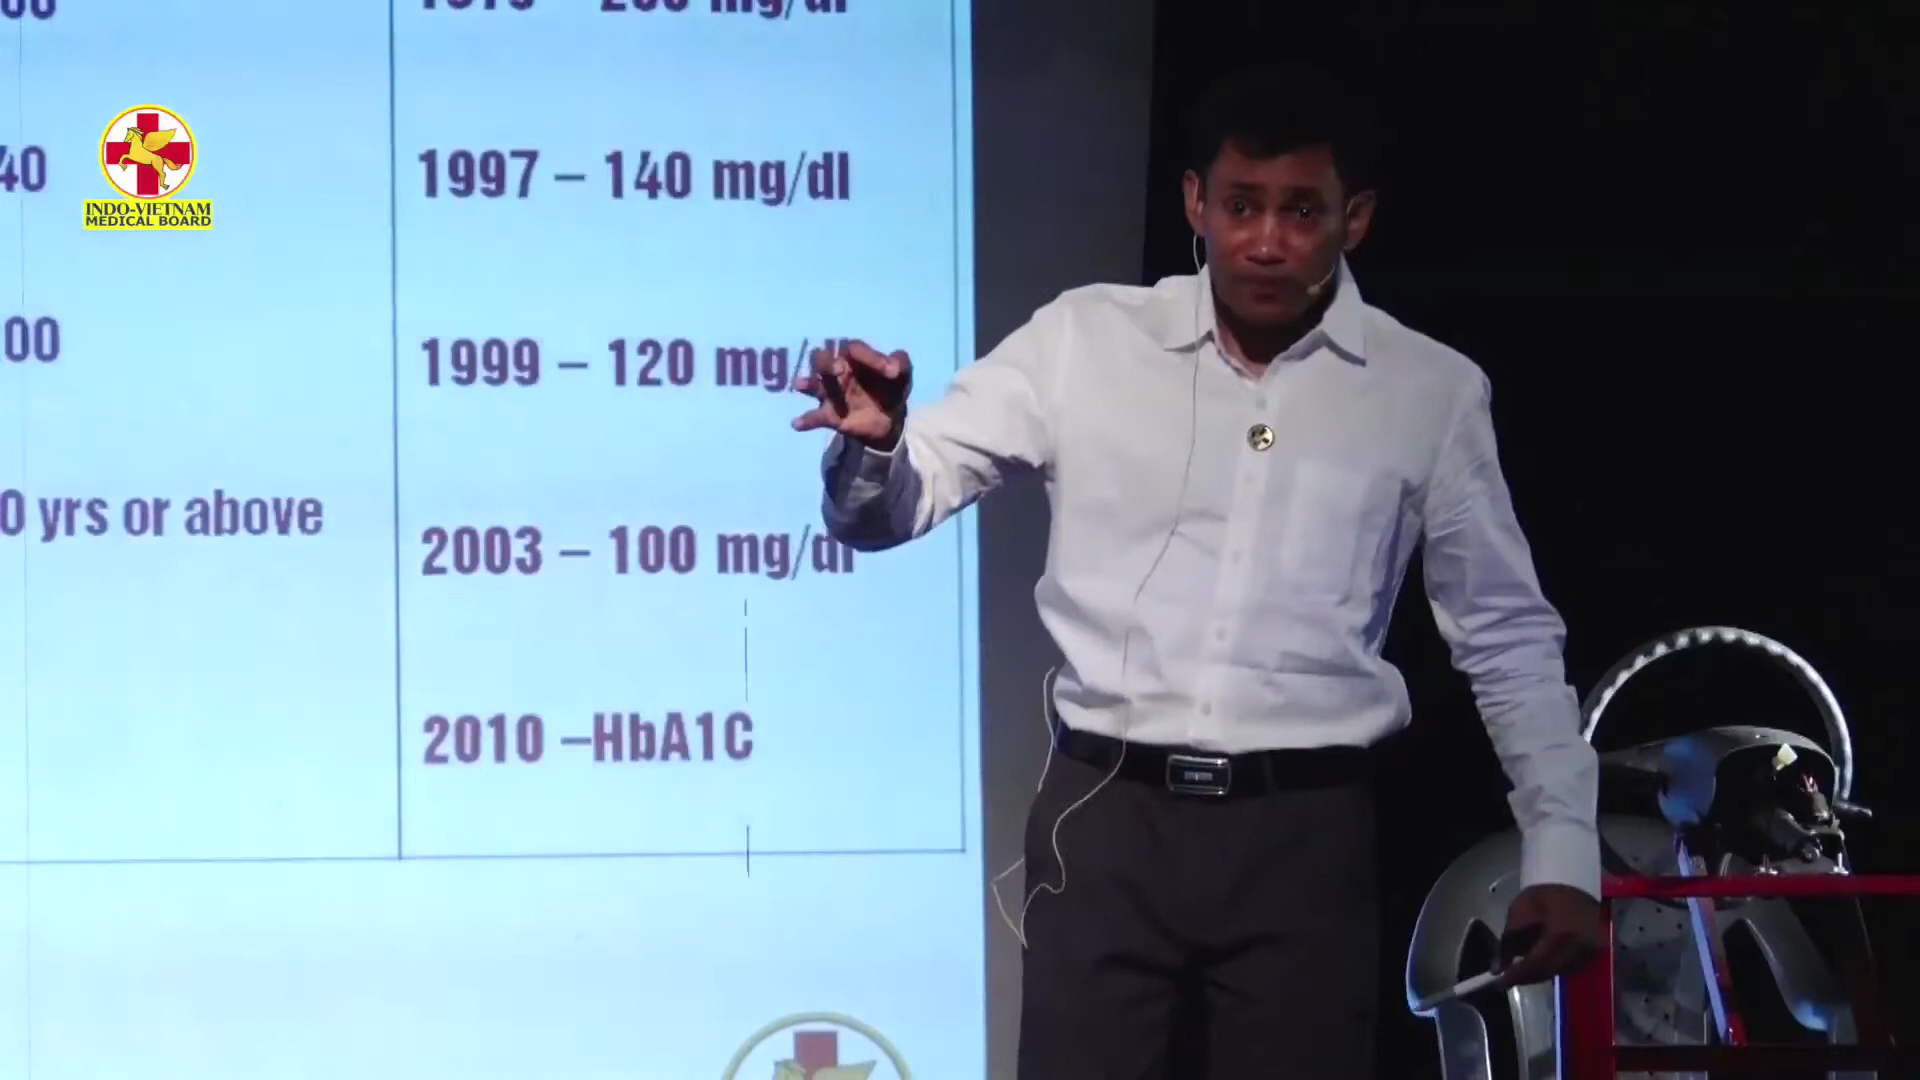 1997 – 140 mg/dl
40
INDO-VIETNAM
MEDICAL BOARD
1999 – 120 mg/dl
00
2003 – 100 mg/dl
0 yrs or above
2010 –HbA1C